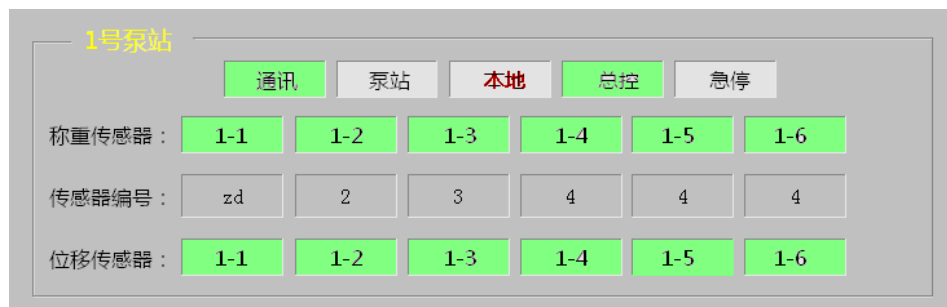 1号泵站
通讯 泵站 本地 总控 急停
称重传感器： 1-1 1-2 1-3 1-4 1-5 1-6
传感器编号： zd 2 3 4 4 4
位移传感器： 1-1 1-2 1-3 1-4 1-5 1-6